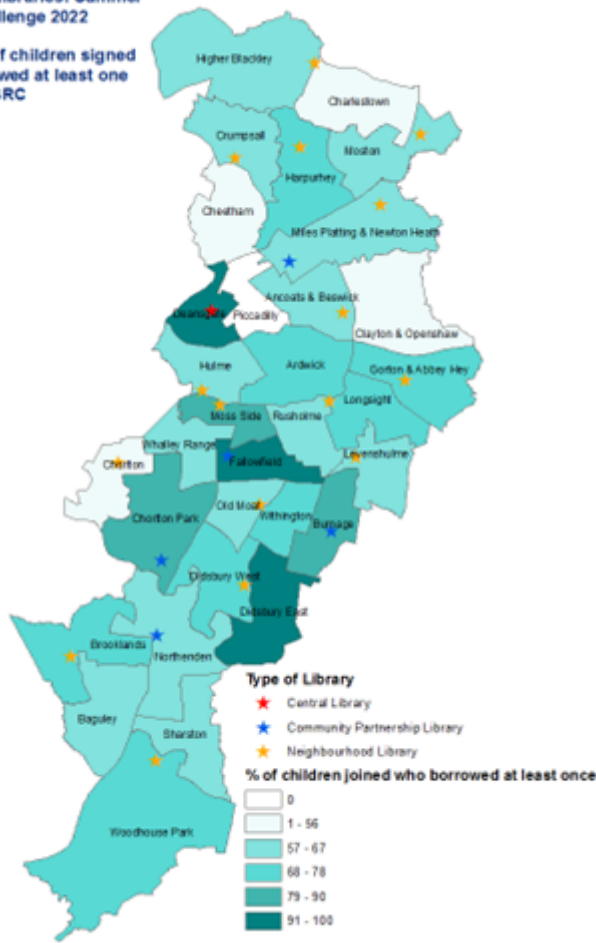 llenge 2022
f children signed
wed at least one
SRC
Higher Blackley
Charlestown
Crumpsall
Moston
Harpurhey
Cheetham
Miles Platting & Newton Heath
Ancoats & Beswick
Deansgate
Piccadilly
Clayton & Openshaw
Hulme
Ardwick
Gorton & Abbey Hey
Longsight
Moss Side
Rusholme
Whalley Range
Levenshulme
Chorlton
Fallowfield
Old Moat
Withington
Chorlton Park
Burnage
Didsbury West
Didsbury East
Brooklands
Northenden
Baguley
Sharston
Woodhouse Park
Type of Library
Central Library
Community Partnership Library
Neighbourhood Library
% of children joined who borrowed at least once
0
1 - 56
57 - 67
68 - 78
79 - 90
91 - 100